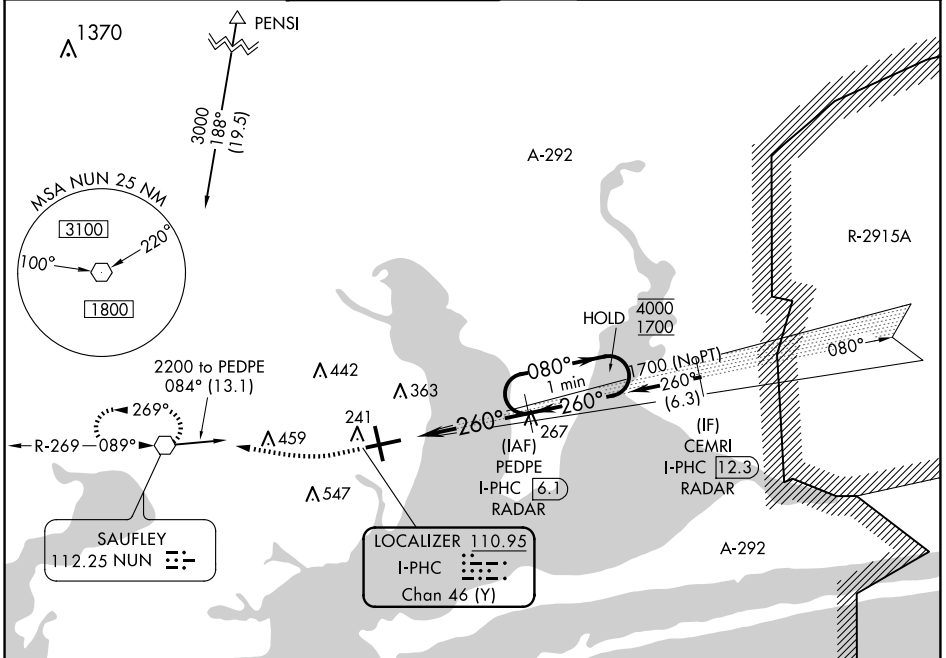 1370
PENSI
3000
188°
(19.5)
A-292
MSA NUN 25 NM
3100
220°
100°
1800
R-2915A
HOLD
4000
1700
080°
1 min
260°
1700 (NoPT)
260°
(6.3)
080°
2200 to PEDPE
084° (13.1)
442
363
269°
R-269
089°
459
241
260°
267
(IAF)
PEDPE
I-PHC 6.1
RADAR
(IF)
CEMRI
I-PHC 12.3
RADAR
547
SAUFLEY
112.25 NUN
LOCALIZER 110.95
I-PHC
Chan 46 (Y)
A-292